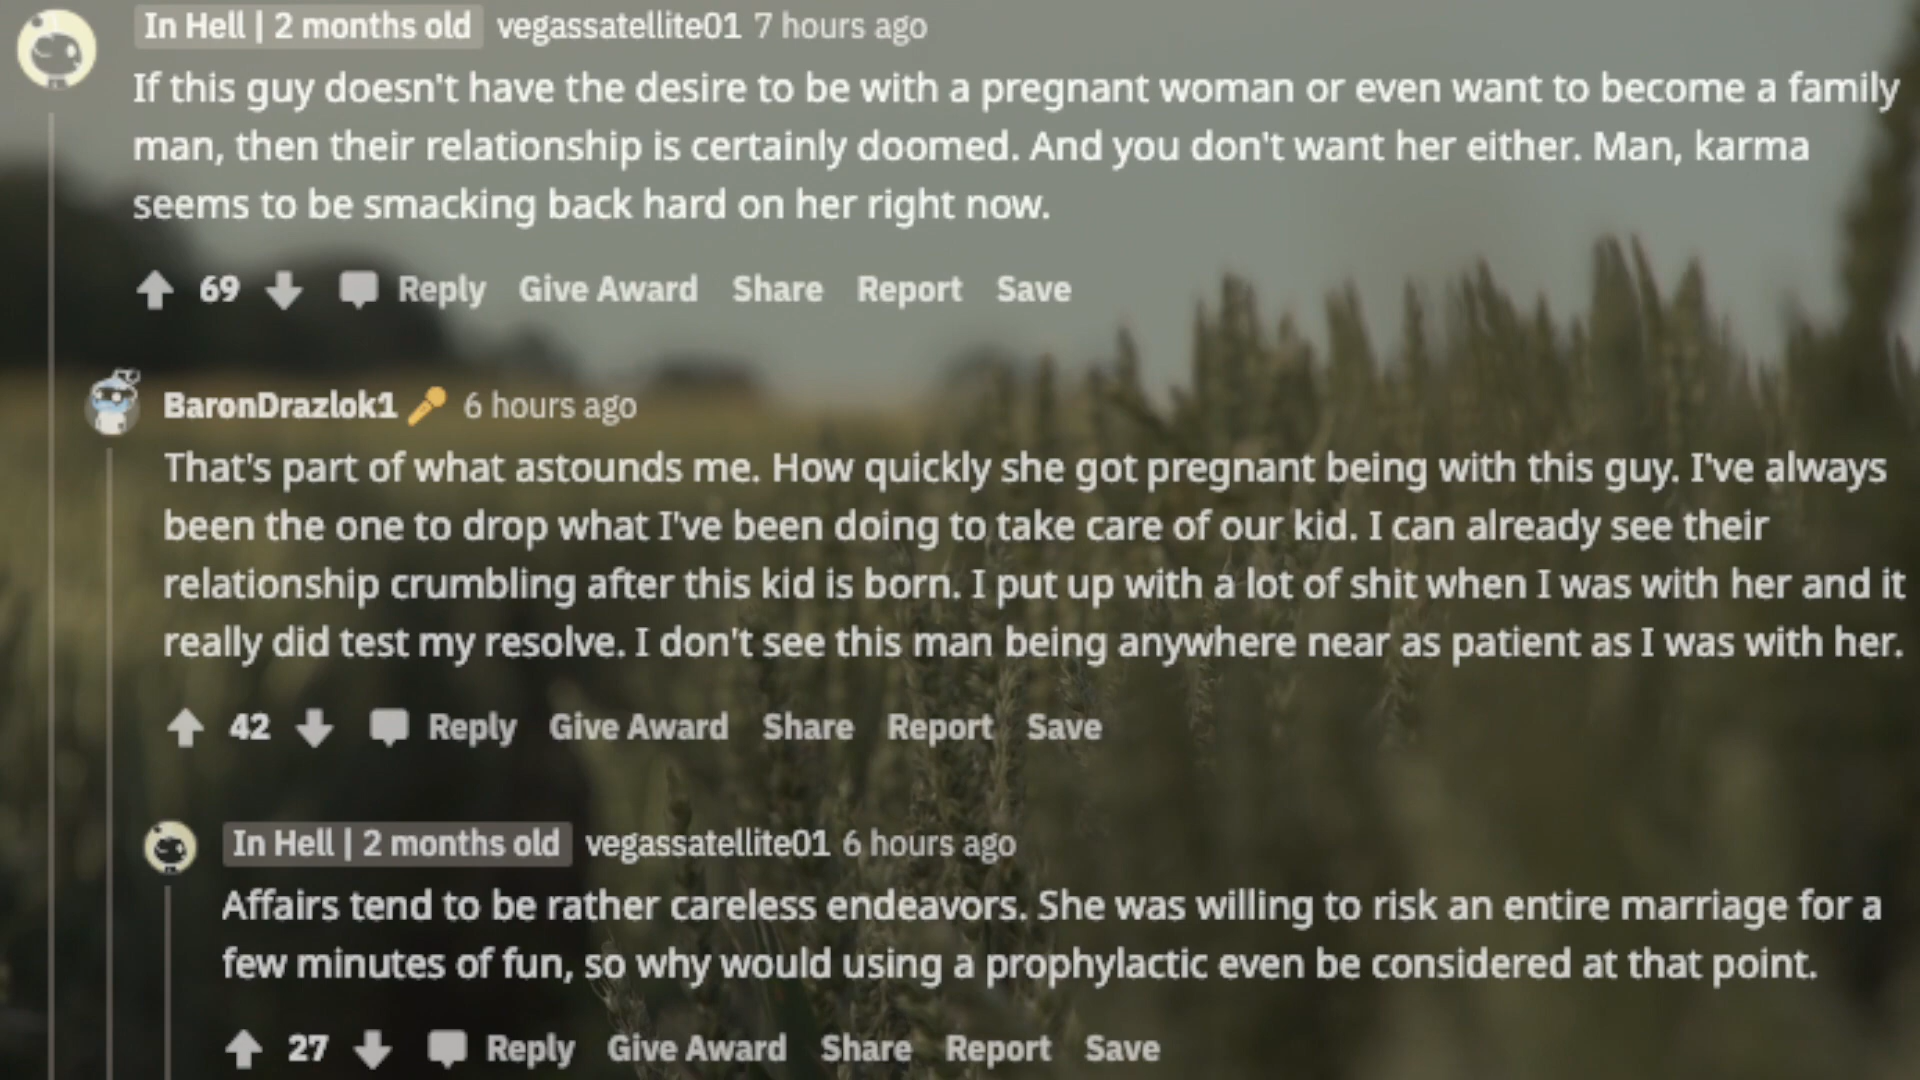 In Hell | 2 months old vegassatellite01 7 hours ago
If this guy doesn't have the desire to be with a pregnant woman or even want to become a family
man, then their relationship is certainly doomed. And you don't want her either. Man, karma
seems to be smacking back hard on her right now.
69 Reply Give Award Share Report Save
BaronDrazlok1 6 hours ago
That's part of what astounds me. How quickly she got pregnant being with this guy. I've always
been the one to drop what I've been doing to take care of our kid. I can already see their
relationship crumbling after this kid is born. I put up with a lot of shit when I was with her and it
really did test my resolve. I don't see this man being anywhere near as patient as I was with her.
42 Reply Give Award Share Report Save
In Hell | 2 months old vegassatellite01 6 hours ago
Affairs tend to be rather careless endeavors. She was willing to risk an entire marriage for a
few minutes of fun, so why would using a prophylactic even be considered at that point.
27 Reply Give Award Share Report Save